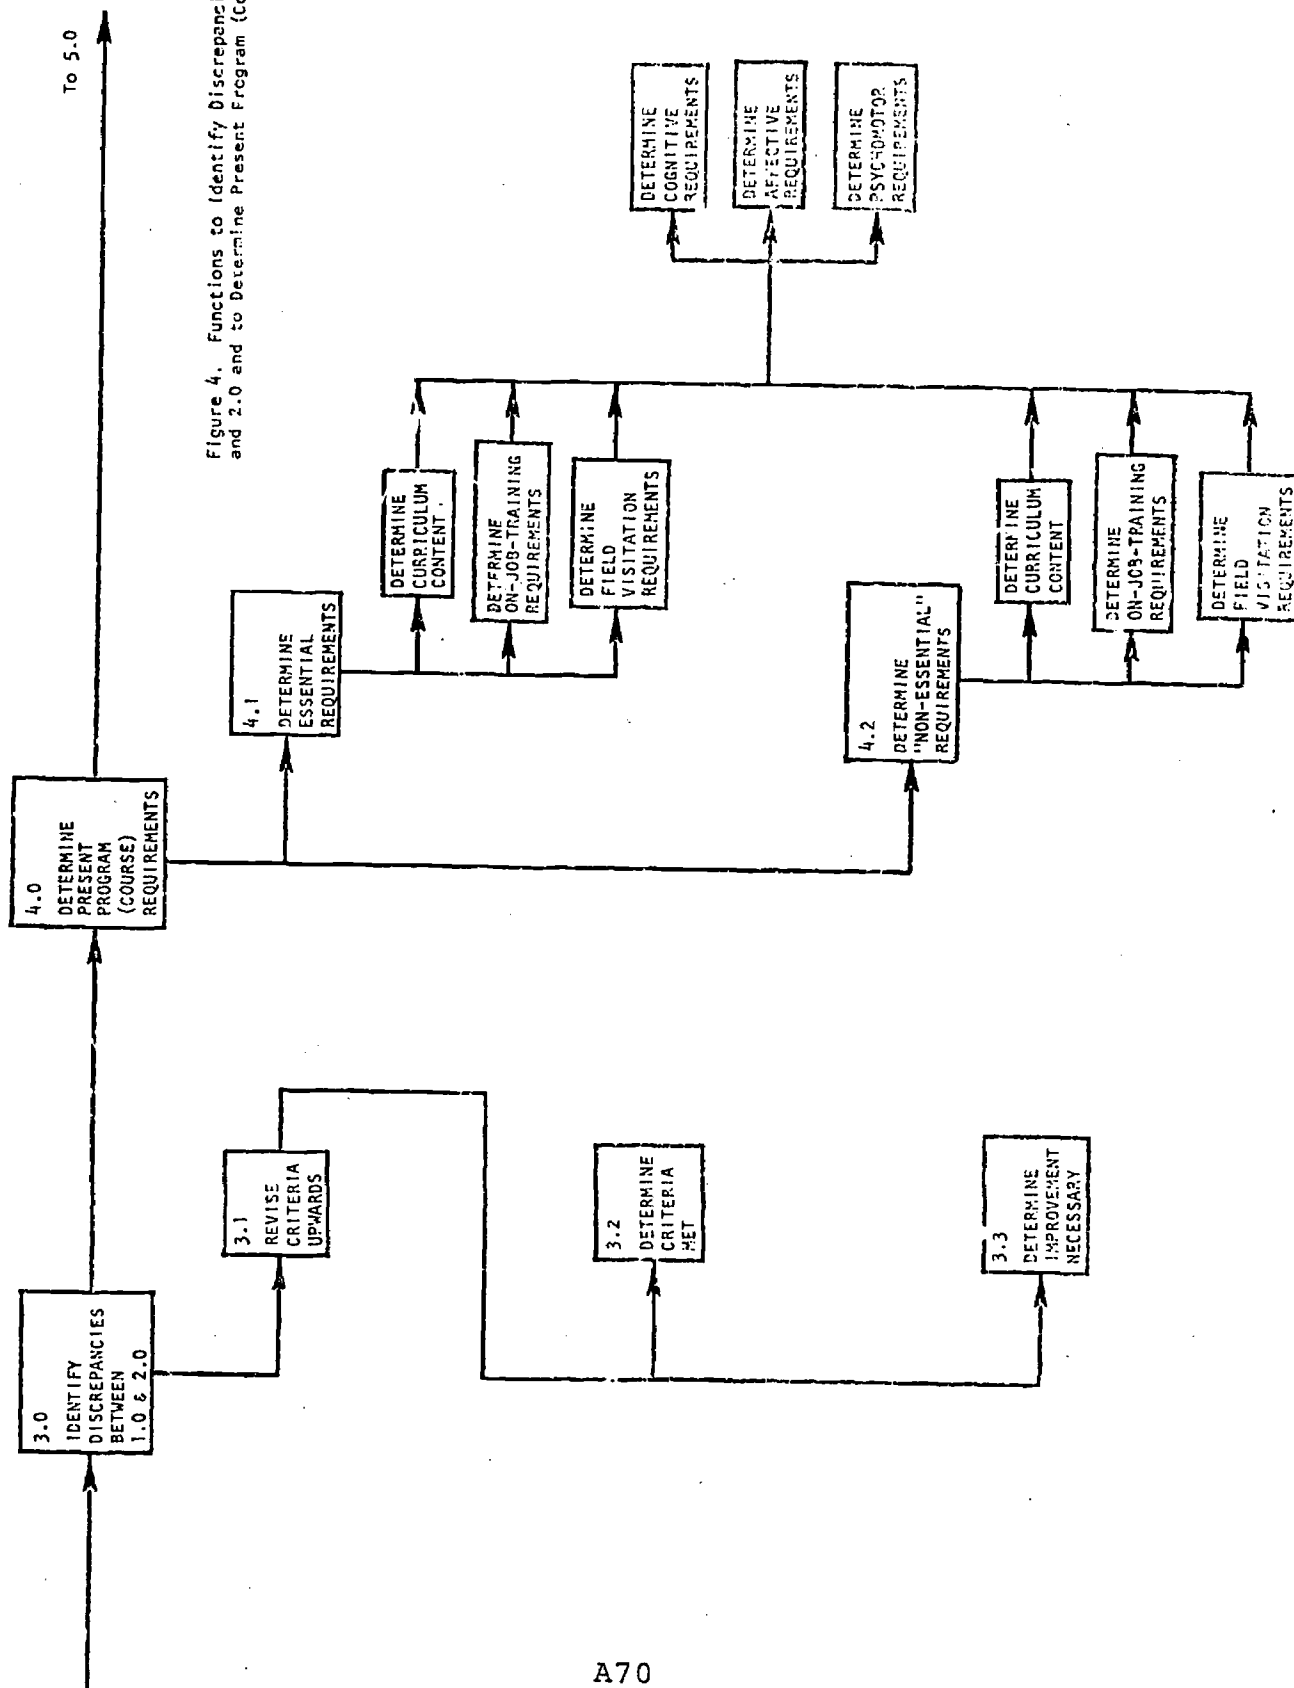 To 5.0
3.0
IDENTIFY
DISCREPANCIES
BETWEEN
1.0 & 2.0
4.0
DETERMINE
PRESENT
PROGRAM
(COURSE)
REQUIREMENTS
3.1
REVISE
CRITERIA
UPWARDS
3.2
DETERMINE
CRITERIA
MET
3.3
DETERMINE
IMPROVEMENT
NECESSARY
4.1
DETERMINE
ESSENTIAL
REQUIREMENTS
DETERMINE
CURRICULUM
CONTENT
DETERMINE
ON-JOB-TRAINING
REQUIREMENTS
DETERMINE
FIELD
VISITATION
REQUIREMENTS
4.2
DETERMINE
"NON-ESSENTIAL"
REQUIREMENTS
DETERMINE
CURRICULUM
CONTENT
DETERMINE
ON-JOB-TRAINING
REQUIREMENTS
DETERMINE
FIELD
VISITATION
REQUIREMENTS
DETERMINE
COGNITIVE
REQUIREMENTS
DETERMINE
AFFECTIVE
REQUIREMENTS
DETERMINE
PSYCHOMOTOR
REQUIREMENTS
Figure 4. Functions to Identify
and 2.0 and to Determine Present Program
A70